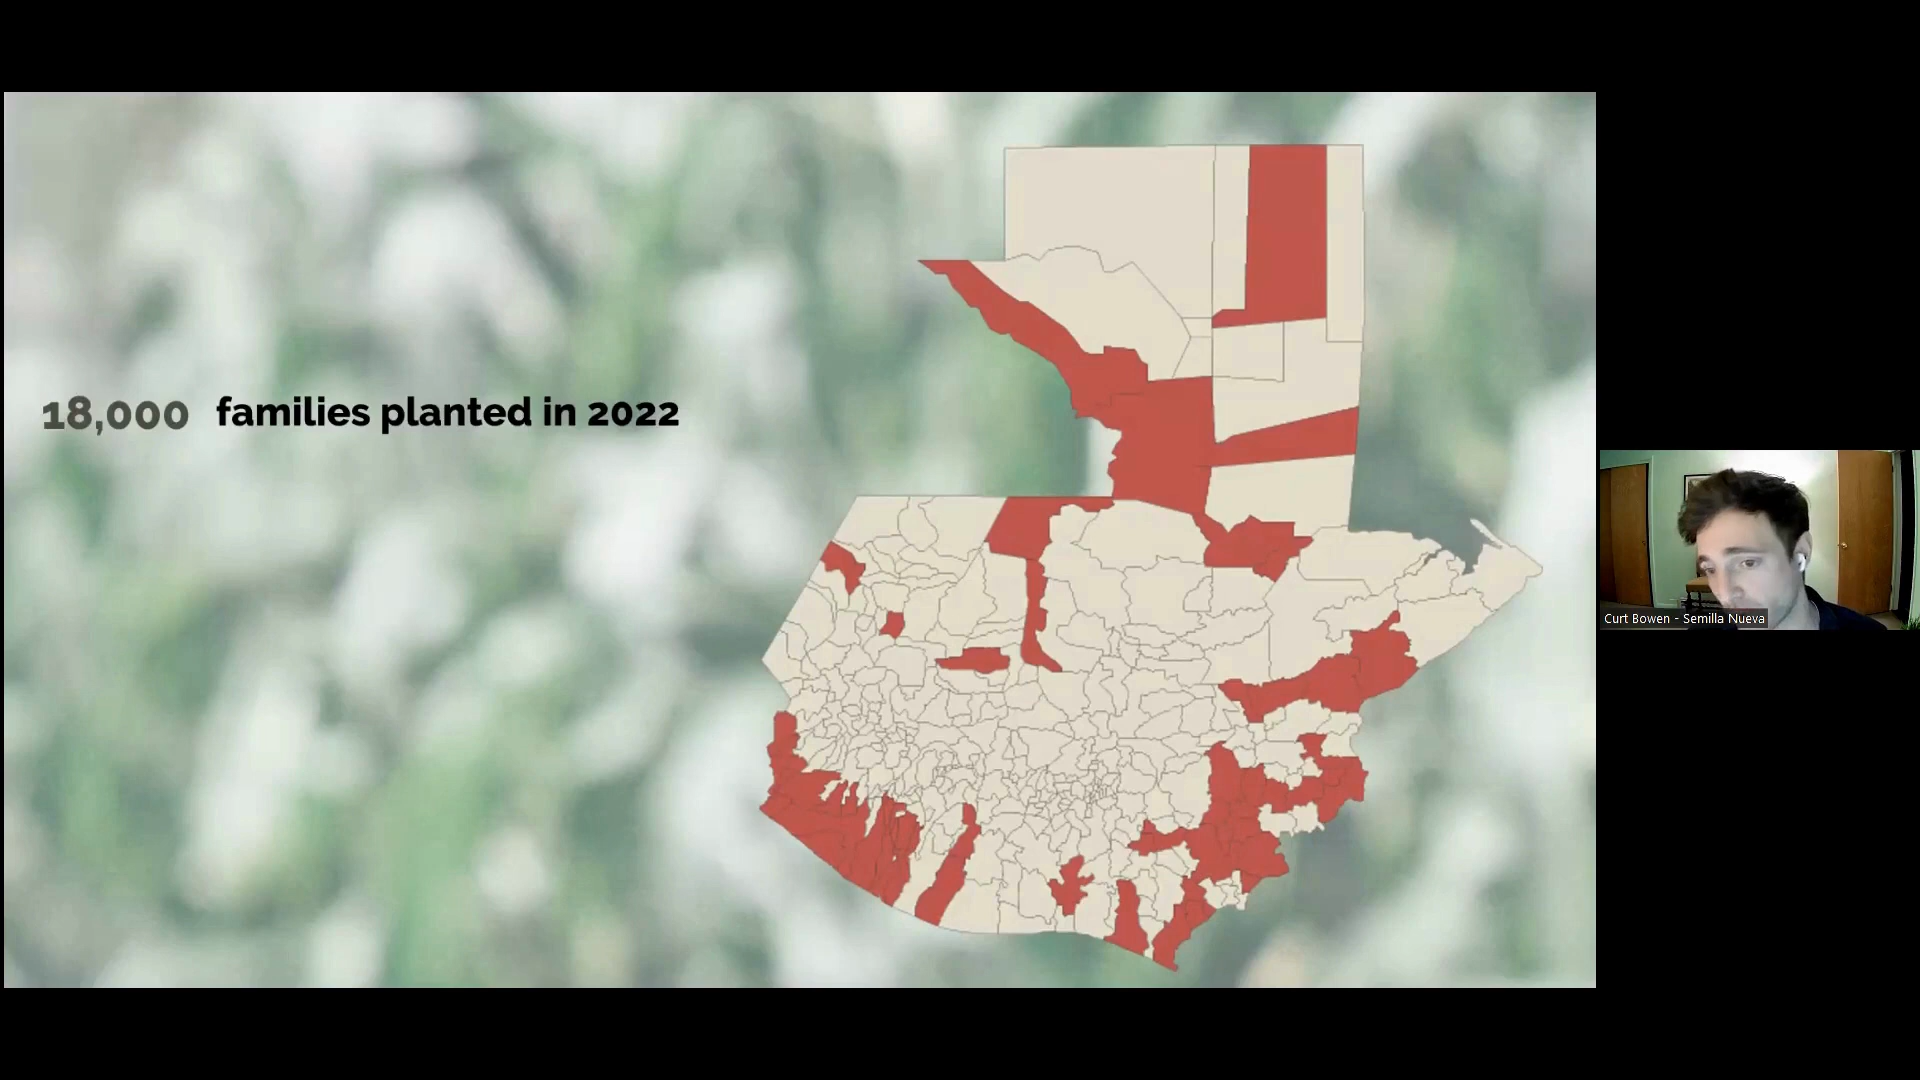 18,000 families planted in 2022
Curt Bowen - Semilla Nueva